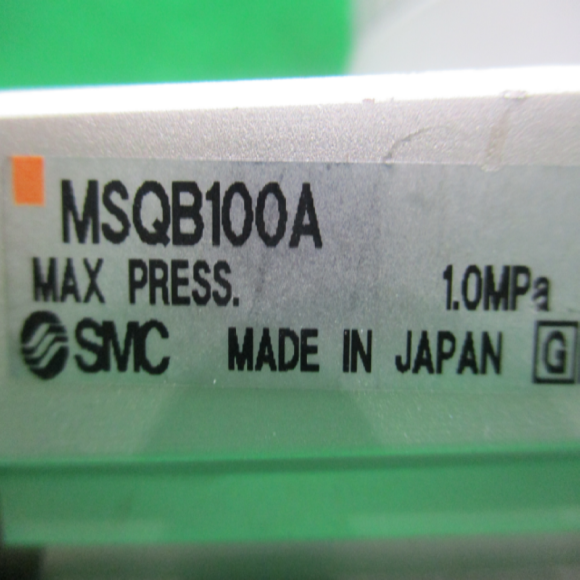 MSQB100A
MAX PRESS. 1.0MPa
SMC MADE IN JAPAN G